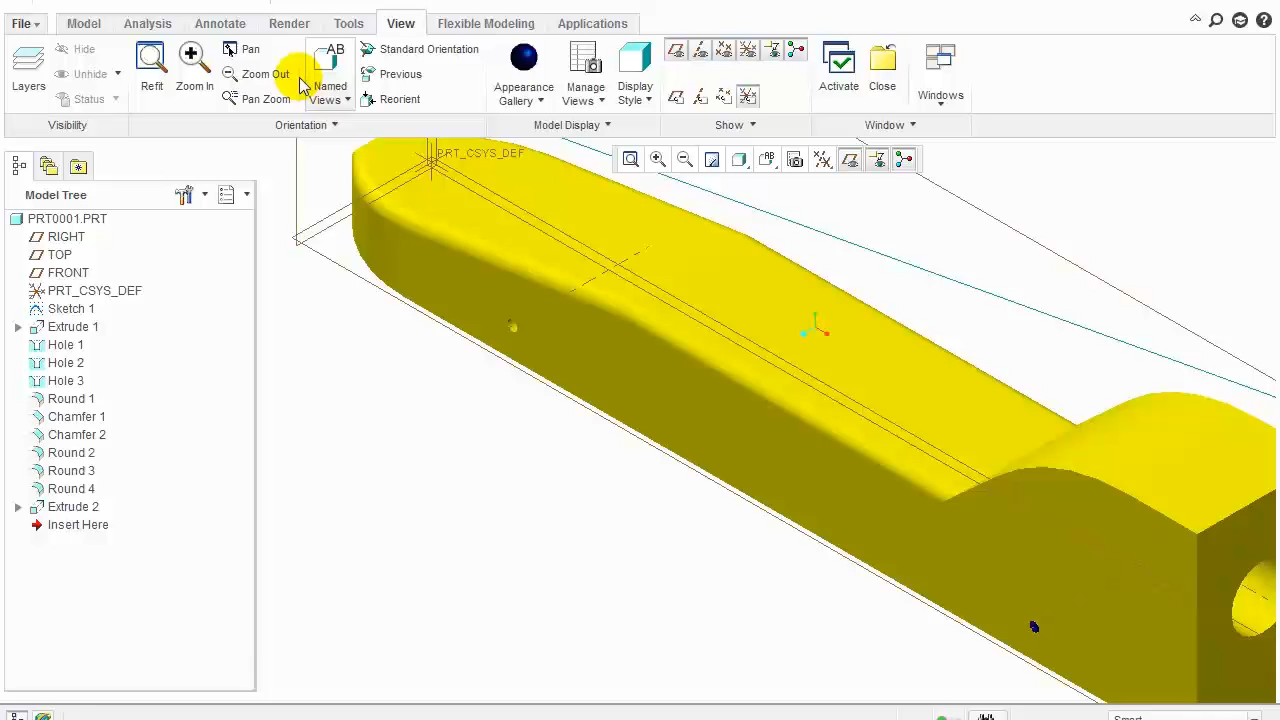 File
Model
Analysis
Annotate
Render
Tools
View
Flexible Modeling
Applications
Layers
Hide
Unhide
Status
Visibility
Refit
Zoom In
Pan
Zoom Out
Pan Zoom
AB
Named
Views
Standard Orientation
Previous
Reorient
Orientation
Appearance
Gallery
Manage
Views
Display
Style
Model Display
Show
Activate
Close
Windows
Window
Model Tree
PRT0001.PRT
RIGHT
TOP
FRONT
PRT_CSYS_DEF
Sketch 1
Extrude 1
Hole 1
Hole 2
Hole 3
Round 1
Chamfer 1
Chamfer 2
Round 2
Round 3
Round 4
Extrude 2
Insert Here
PRT_CSYS_DEF
Smart